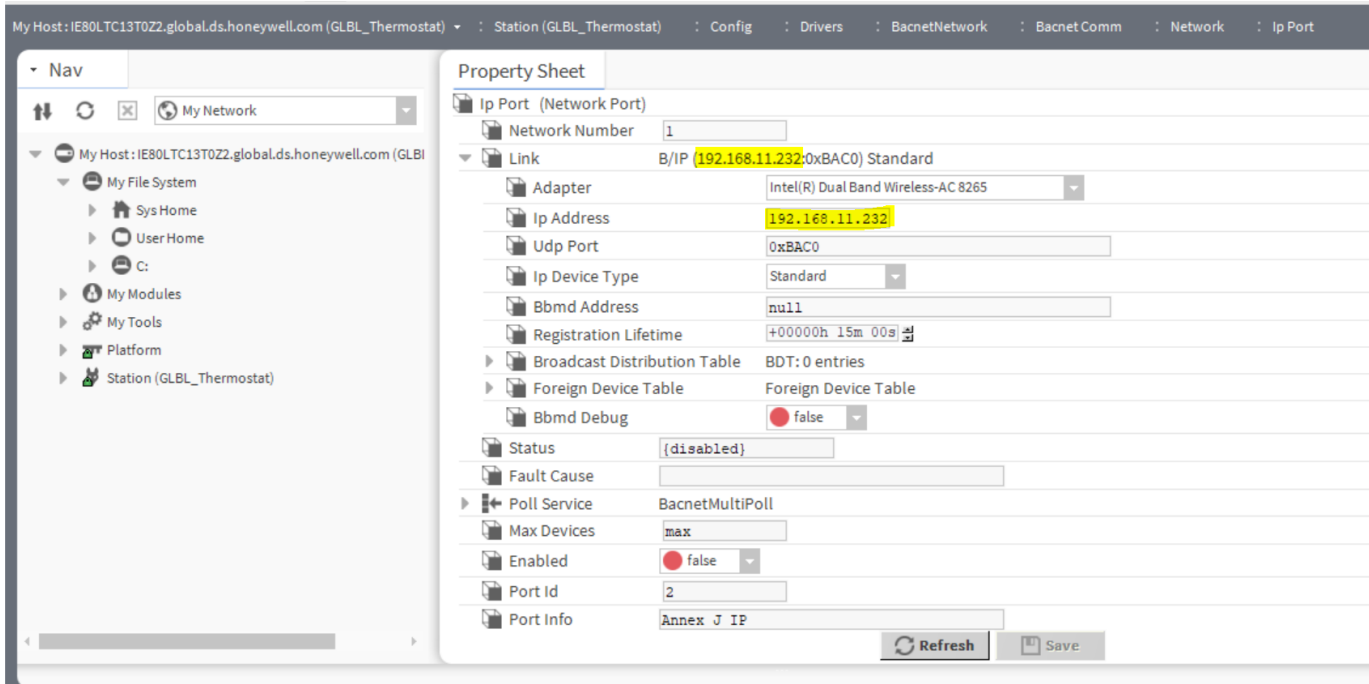 My Host : IE80LTC13T0Z2.global.ds.honeywell.com (GLBL_Thermostat) : Station (GLBL_Thermostat) : Config : Drivers : BacnetNetwork : Bacnet Comm : Network : Ip Port
Nav
My Network
My Host : IE80LTC13T0Z2.global.ds.honeywell.com (GLBI
My File System
Sys Home
User Home
C:
My Modules
My Tools
Platform
Station (GLBL_Thermostat)
Property Sheet
Ip Port (Network Port)
Network Number 1
Link B/IP (192.168.11.232:0xBAC0) Standard
Adapter Intel(R) Dual Band Wireless-AC 8265
Ip Address 192.168.11.232
Udp Port 0xBAC0
Ip Device Type Standard
Bbmd Address null
Registration Lifetime +00000h 15m 00s
Broadcast Distribution Table BDT: 0 entries
Foreign Device Table Foreign Device Table
Bbmd Debug false
Status {disabled}
Fault Cause
Poll Service BacnetMultiPoll
Max Devices max
Enabled false
Port Id 2
Port Info Annex J IP
Refresh Save